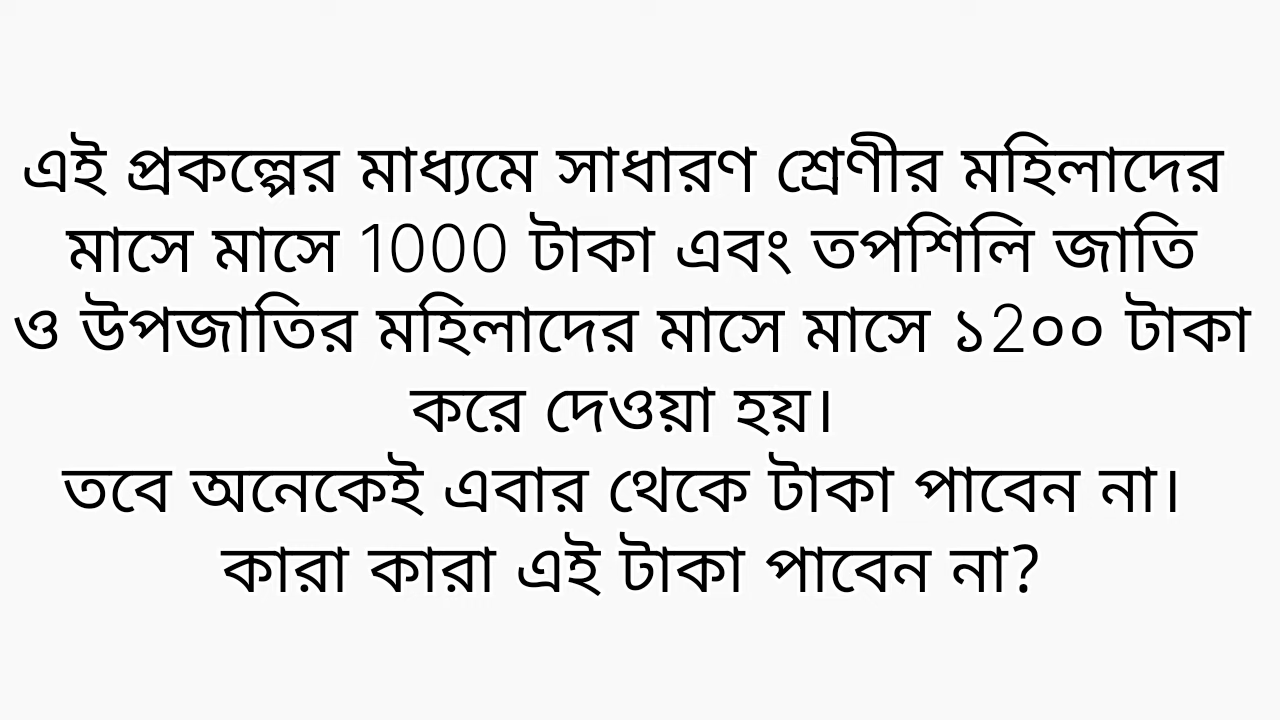 এই প্রকল্পের মাধ্যমে সাধারণ শ্রেণীর মহিলাদের
মাসে মাসে 1000 টাকা এবং তপশিলি জাতি
ও উপজাতির মহিলাদের মাসে মাসে ১2০০ টাকা
করে দেওয়া হয়।
তবে অনেকেই এবার থেকে টাকা পাবেন না।
কারা কারা এই টাকা পাবেন না?